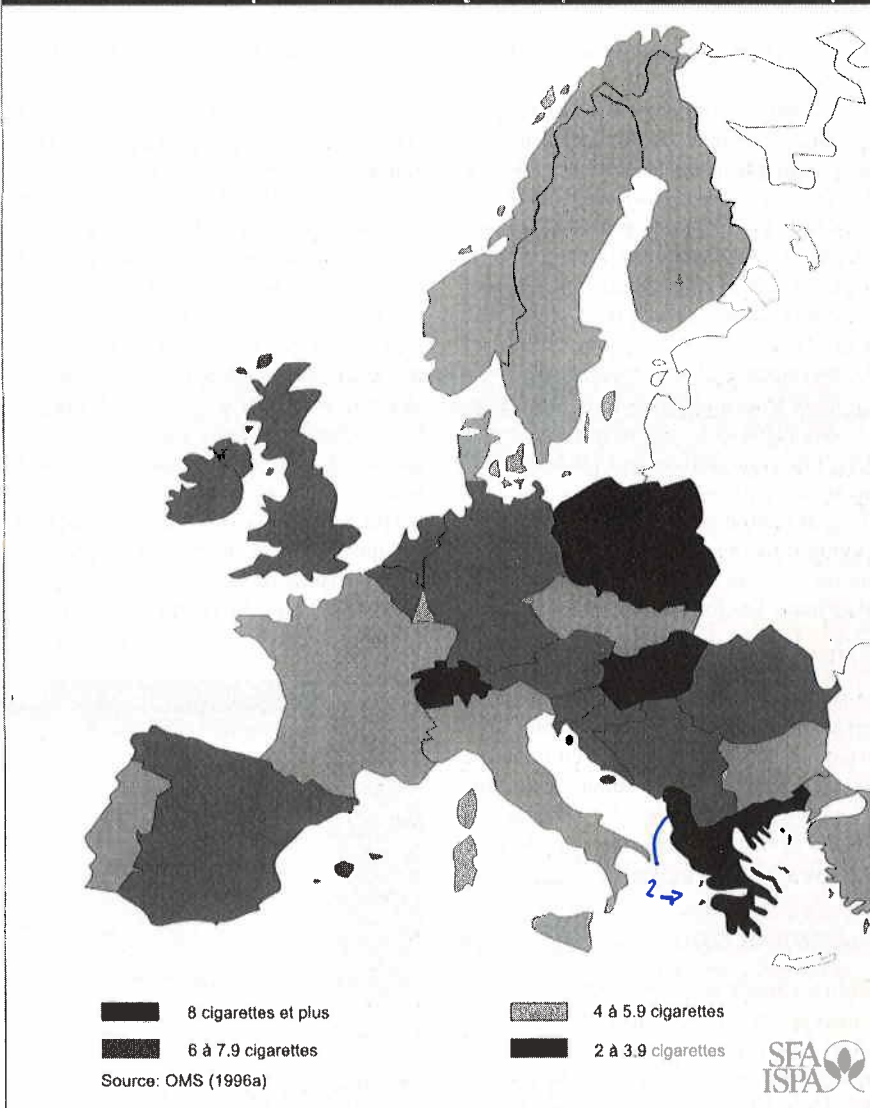 2 →
8 cigarettes et plus
6 à 7.9 cigarettes
4 à 5.9 cigarettes
2 à 3.9 cigarettes
Source: OMS (1996a)
SFA
ISPA